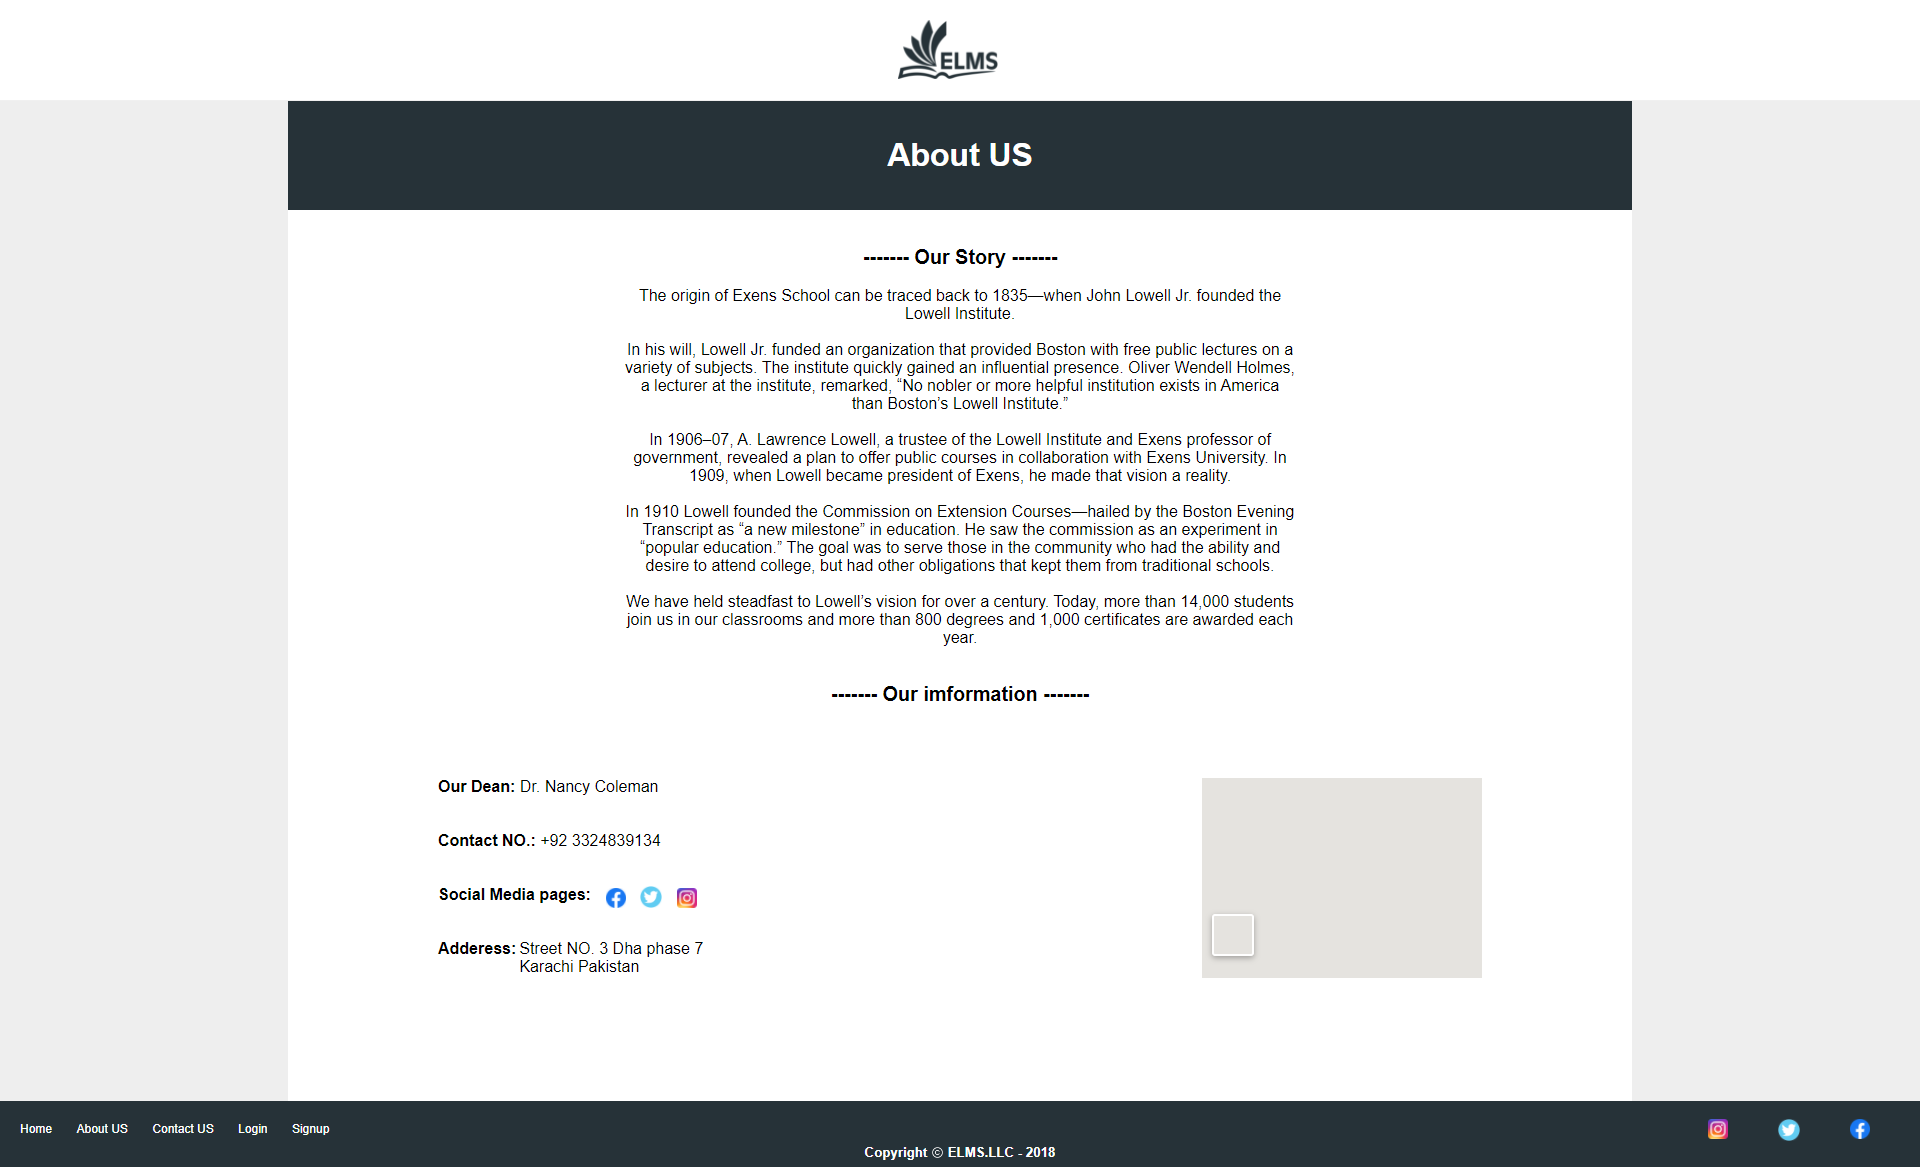 ELMS
About US
------- Our Story -------
The origin of Exens School can be traced back to 1835—when John Lowell Jr. founded the
Lowell Institute.
In his will, Lowell Jr. funded an organization that provided Boston with free public lectures on a
variety of subjects. The institute quickly gained an influential presence. Oliver Wendell Holmes,
a lecturer at the institute, remarked, “No nobler or more helpful institution exists in America
than Boston’s Lowell Institute.”
In 1906–07, A. Lawrence Lowell, a trustee of the Lowell Institute and Exens professor of
government, revealed a plan to offer public courses in collaboration with Exens University. In
1909, when Lowell became president of Exens, he made that vision a reality.
In 1910 Lowell founded the Commission on Extension Courses—hailed by the Boston Evening
Transcript as “a new milestone” in education. He saw the commission as an experiment in
“popular education.” The goal was to serve those in the community who had the ability and
desire to attend college, but had other obligations that kept them from traditional schools.
We have held steadfast to Lowell’s vision for over a century. Today, more than 14,000 students
join us in our classrooms and more than 800 degrees and 1,000 certificates are awarded each
year.
------- Our imformation -------
Our Dean: Dr. Nancy Coleman
Contact NO.: +92 3324839134
Social Media pages:
Adderess: Street NO. 3 Dha phase 7
Karachi Pakistan
Home About US Contact US Login Signup
Copyright © ELMS.LLC - 2018